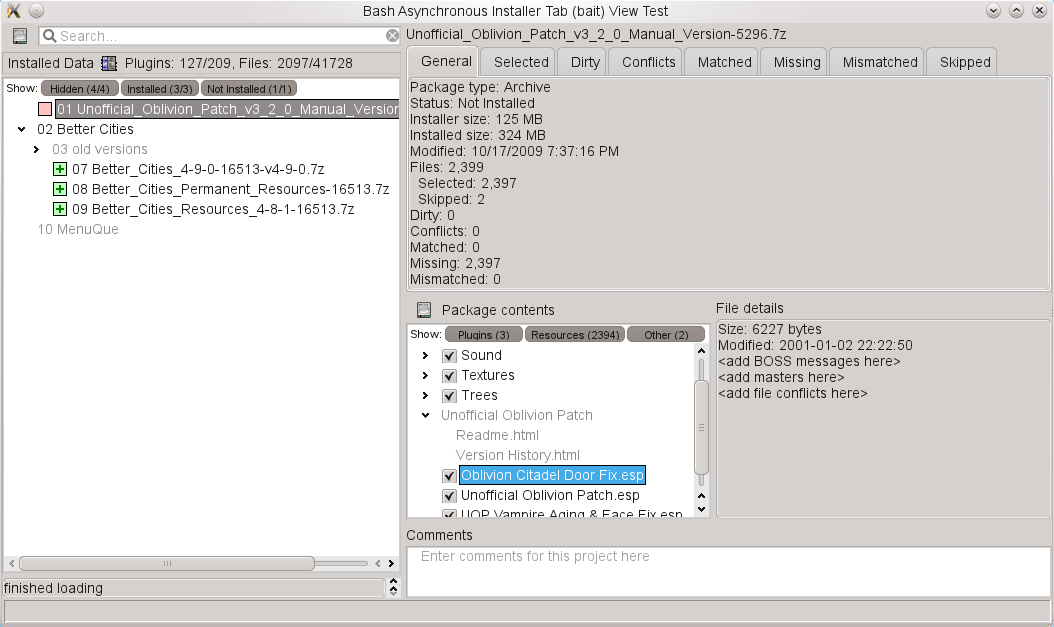 Bash Asynchronous Installer Tab (bait) View Test
Search...
Installed Data Plugins: 127/209, Files: 2097/41728
Show: Hidden (4/4) Installed (3/3) Not Installed (1/1)
01 Unofficial_Oblivion_Patch_v3_2_0_Manual_Version
02 Better Cities
03 old versions
07 Better_Cities_4-9-0-16513-v4-9-0.7z
08 Better_Cities_Permanent_Resources-16513.7z
09 Better_Cities_Resources_4-8-1-16513.7z
10 MenuQue
finished loading
Unofficial_Oblivion_Patch_v3_2_0_Manual_Version-5296.7z
General Selected Dirty Conflicts Matched Missing Mismatched Skipped
Package type: Archive
Status: Not Installed
Installer size: 125 MB
Installed size: 324 MB
Modified: 10/17/2009 7:37:16 PM
Files: 2,399
Selected: 2,397
Skipped: 2
Dirty: 0
Conflicts: 0
Matched: 0
Missing: 2,397
Mismatched: 0
Package contents
Show: Plugins (3) Resources (2394) Other (2)
Sound
Textures
Trees
Unofficial Oblivion Patch
Readme.html
Version History.html
Oblivion Citadel Door Fix.esp
Unofficial Oblivion Patch.esp
UOP Vampire Aging & Face Fix.esp
File details
Size: 6227 bytes
Modified: 2001-01-02 22:22:50
<add BOSS messages here>
<add masters here>
<add file conflicts here>
Comments
Enter comments for this project here